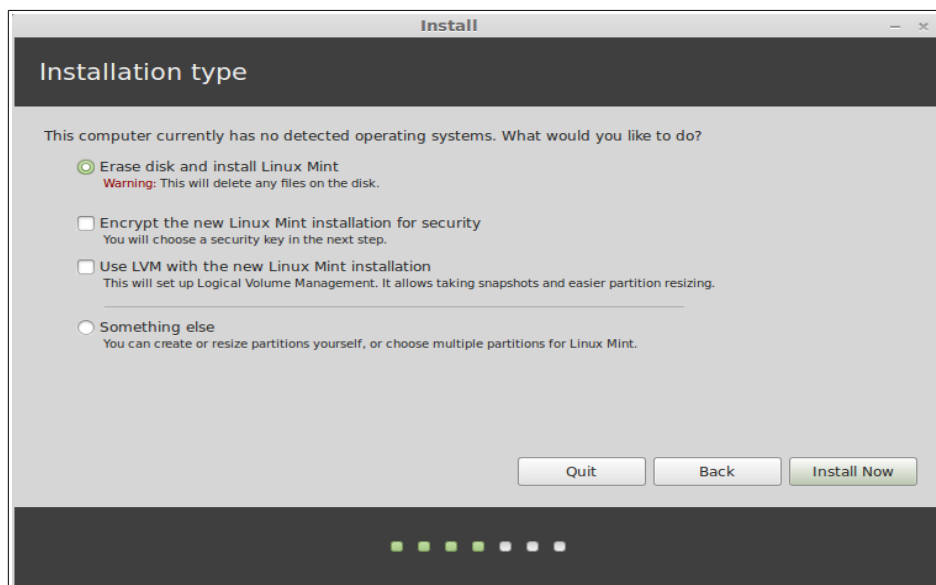 Install
Installation type
This computer currently has no detected operating systems. What would you like to do?
Erase disk and install Linux Mint
Warning: This will delete any files on the disk.
Encrypt the new Linux Mint installation for security
You will choose a security key in the next step.
Use LVM with the new Linux Mint installation
This will set up Logical Volume Management. It allows taking snapshots and easier partition resizing.
Something else
You can create or resize partitions yourself, or choose multiple partitions for Linux Mint.
Quit Back Install Now